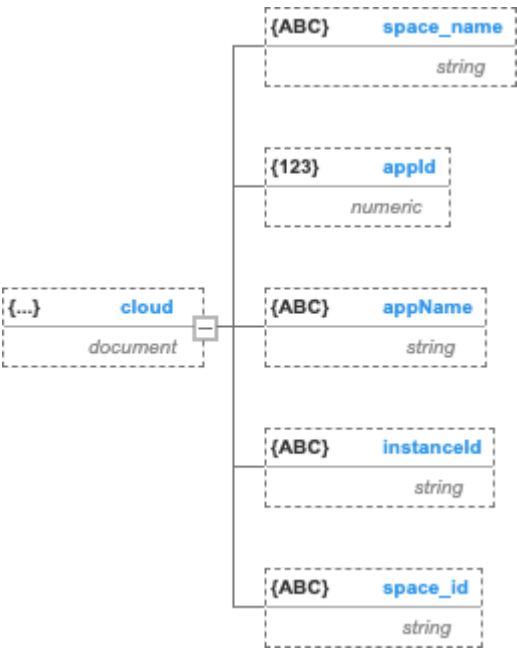 {ABC} space_name
string
{123} appId
numeric
{...} cloud
document
{ABC} appName
string
{ABC} instanceId
string
{ABC} space_id
string